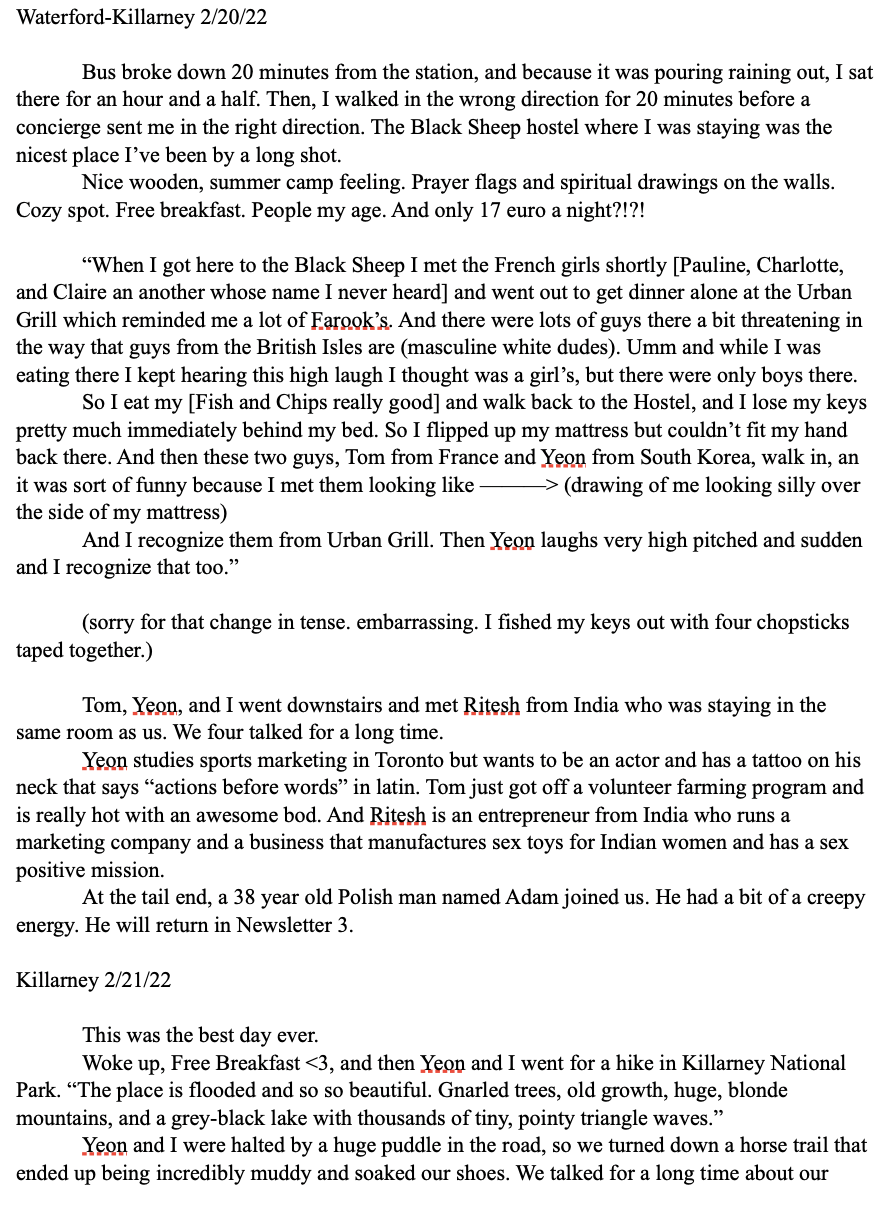 Waterford-Killarney 2/20/22
Bus broke down 20 minutes from the station, and because it was pouring raining out, I sat
there for an hour and a half. Then, I walked in the wrong direction for 20 minutes before a
concierge sent me in the right direction. The Black Sheep hostel where I was staying was the
nicest place I’ve been by a long shot.
Nice wooden, summer camp feeling. Prayer flags and spiritual drawings on the walls.
Cozy spot. Free breakfast. People my age. And only 17 euro a night?!?!
“When I got here to the Black Sheep I met the French girls shortly [Pauline, Charlotte,
and Claire an another whose name I never heard] and went out to get dinner alone at the Urban
Grill which reminded me a lot of Farook’s. And there were lots of guys there a bit threatening in
the way that guys from the British Isles are (masculine white dudes). Umm and while I was
eating there I kept hearing this high laugh I thought was a girl’s, but there were only boys there.
So I eat my [Fish and Chips really good] and walk back to the Hostel, and I lose my keys
pretty much immediately behind my bed. So I flipped up my mattress but couldn’t fit my hand
back there. And then these two guys, Tom from France and Yeon from South Korea, walk in, an
it was sort of funny because I met them looking like ———> (drawing of me looking silly over
the side of my mattress)
And I recognize them from Urban Grill. Then Yeon laughs very high pitched and sudden
and I recognize that too.”
(sorry for that change in tense. embarrassing. I fished my keys out with four chopsticks
taped together.)
Tom, Yeon, and I went downstairs and met Ritesh from India who was staying in the
same room as us. We four talked for a long time.
Yeon studies sports marketing in Toronto but wants to be an actor and has a tattoo on his
neck that says “actions before words” in latin. Tom just got off a volunteer farming program and
is really hot with an awesome bod. And Ritesh is an entrepreneur from India who runs a
marketing company and a business that manufactures sex toys for Indian women and has a sex
positive mission.
At the tail end, a 38 year old Polish man named Adam joined us. He had a bit of a creepy
energy. He will return in Newsletter 3.
Killarney 2/21/22
This was the best day ever.
Woke up, Free Breakfast <3, and then Yeon and I went for a hike in Killarney National
Park. “The place is flooded and so so beautiful. Gnarled trees, old growth, huge, blonde
mountains, and a grey-black lake with thousands of tiny, pointy triangle waves.”
Yeon and I were halted by a huge puddle in the road, so we turned down a horse trail that
ended up being incredibly muddy and soaked our shoes. We talked for a long time about our